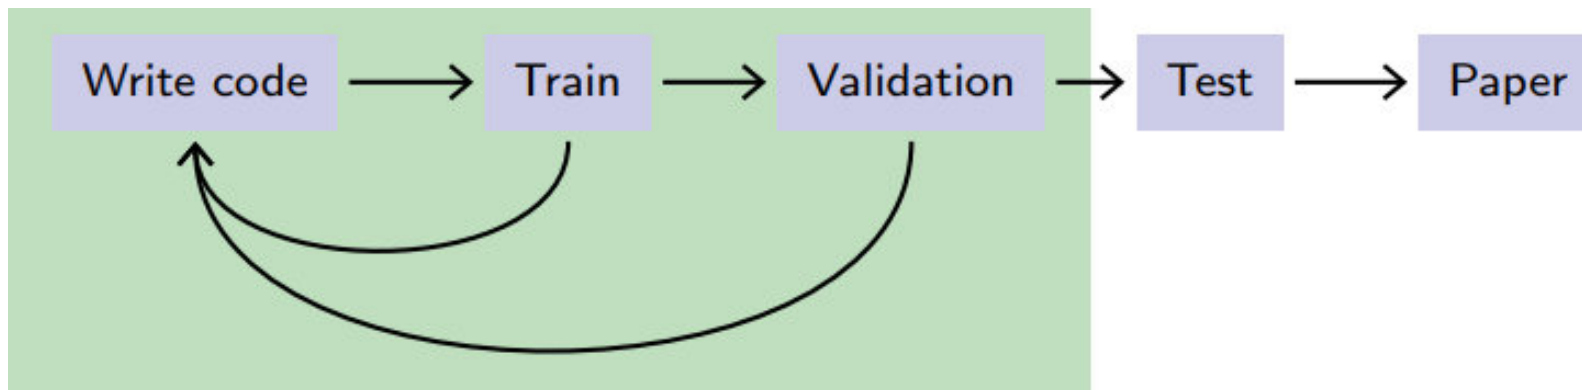 Write code
Train
Validation
Test
Paper